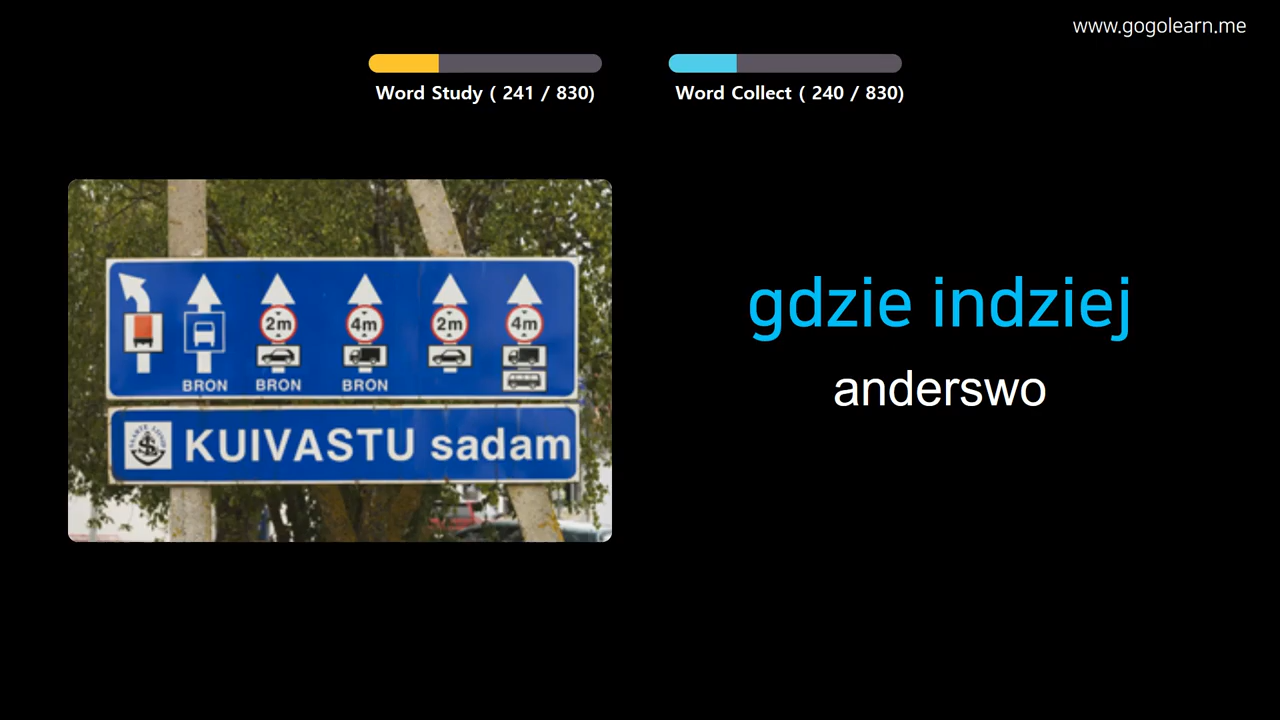 www.gogolearn.me
Word Study ( 241 / 830)
Word Collect ( 240 / 830)
gdzie indziej
anderswo
2m
4m
2m
4m
BRON
BRON
BRON
KUIVASTU sadam